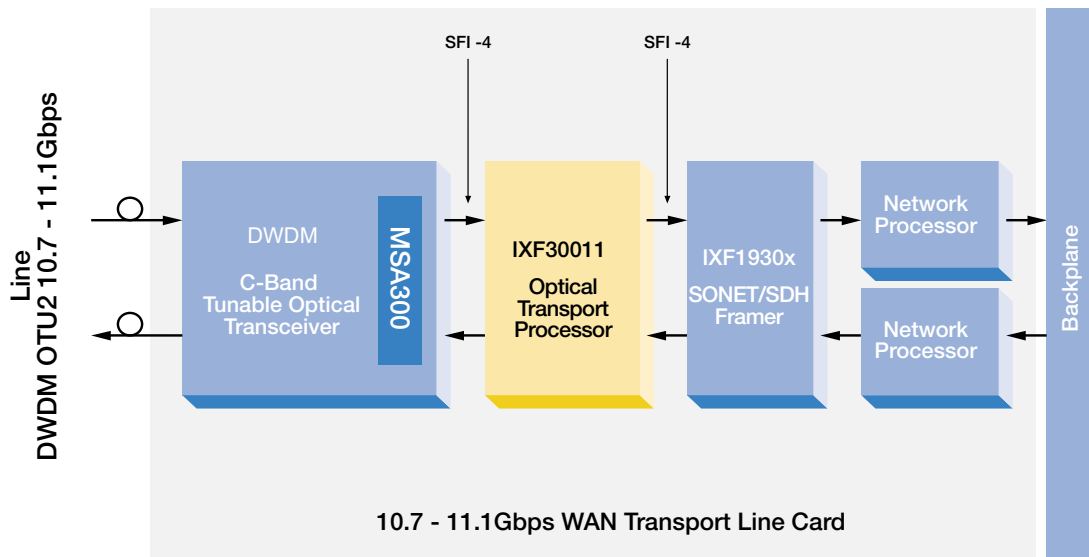 SFI -4
SFI -4
Line
DWDM OTU2 10.7 - 11.1Gbps
DWDM
C-Band
Tunable Optical
Transceiver
MSA300
IXF30011
Optical
Transport
Processor
IXF1930x
SONET/SDH
Framer
Network
Processor
Network
Processor
Backplane
10.7 - 11.1Gbps WAN Transport Line Card